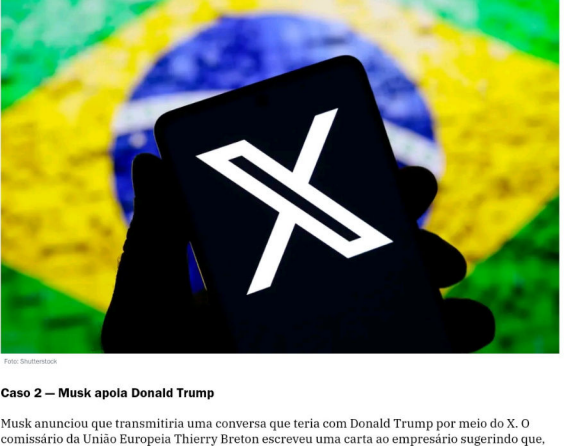 X
Foto: Shutterstock
Caso 2 — Musk apoia Donald Trump
Musk anunciou que transmitiria uma conversa que teria com Donald Trump por meio do X. O
comissário da União Europeia Thierry Breton escreveu uma carta ao empresário sugerindo que,